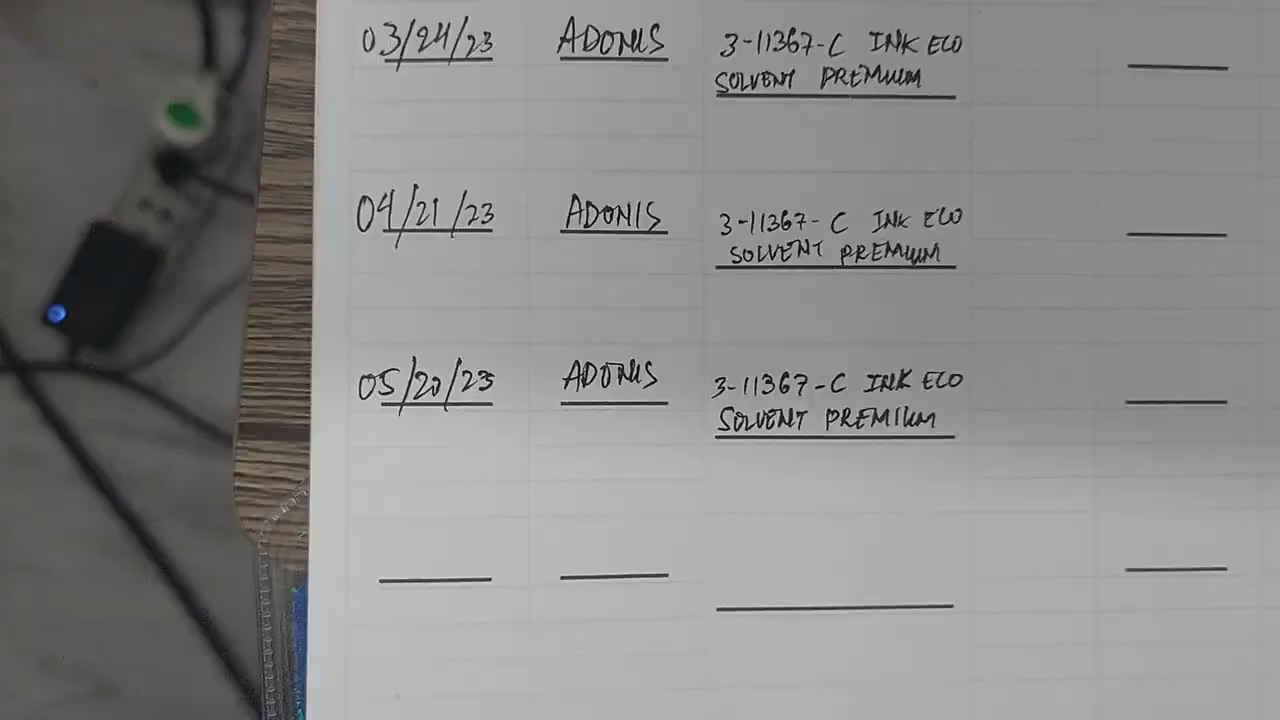 03/24/23 ADONIS 3-11367-C INK ECO
SOLVENT PREMIUM
04/21/23 ADONIS 3-11367-C INK ECO
SOLVENT PREMIUM
05/20/23 ADONIS 3-11367-C INK ECO
SOLVENT PREMIUM